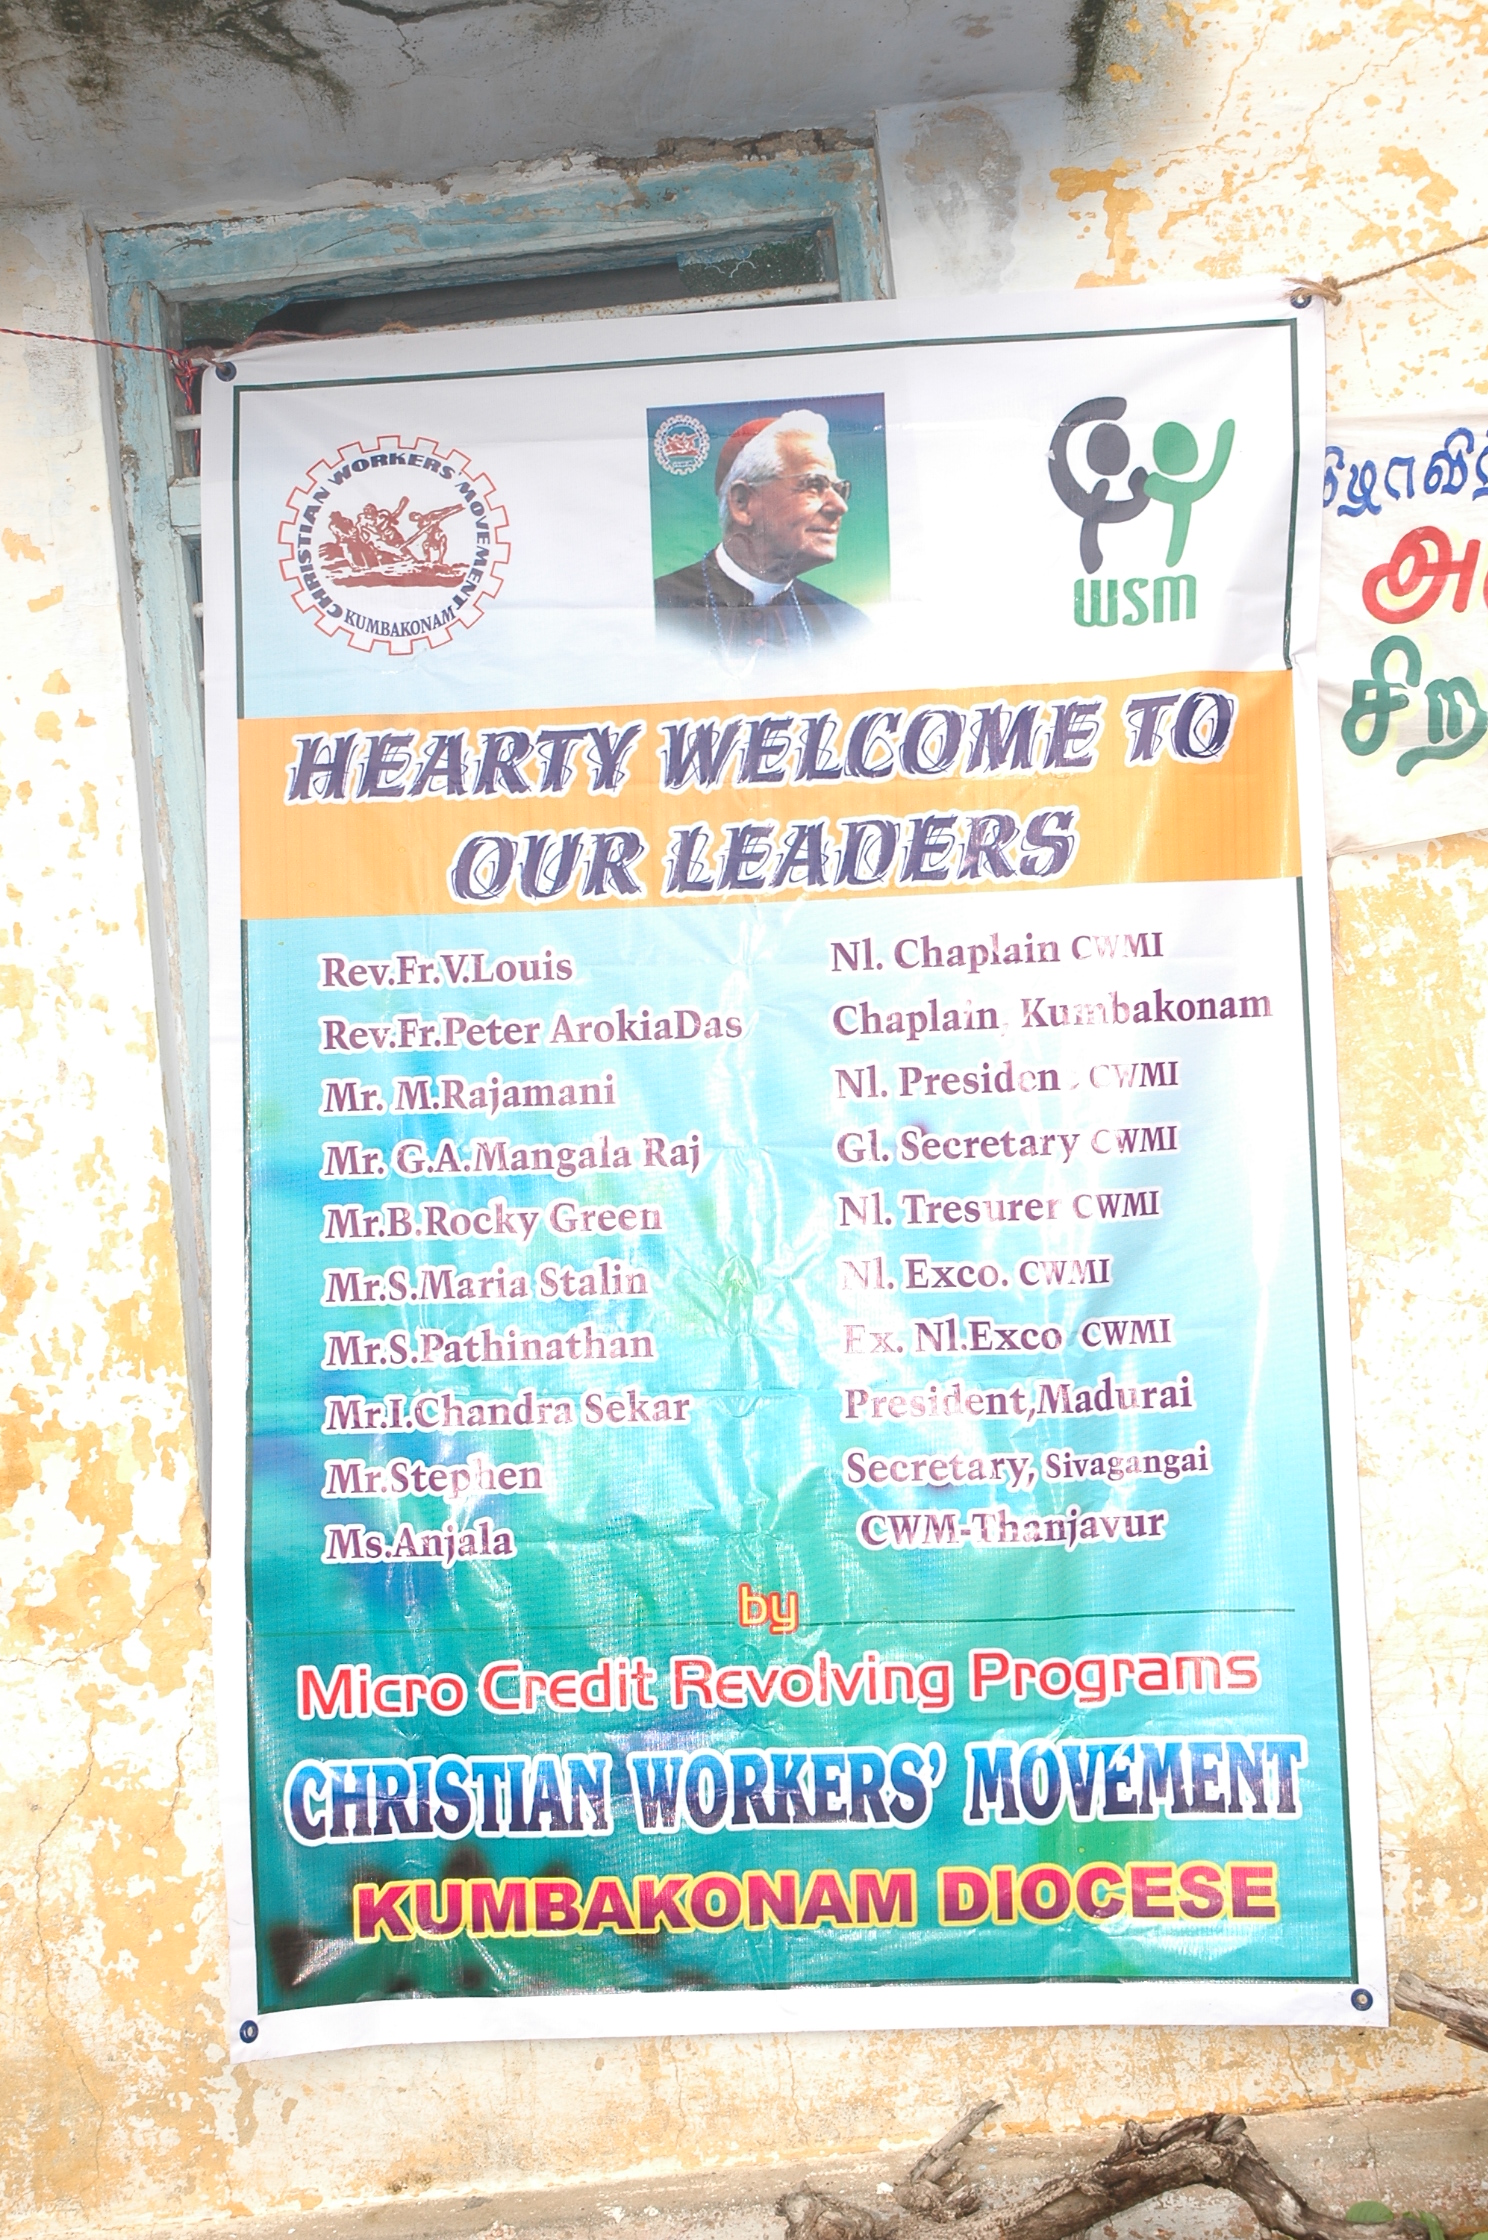 CHRISTIAN WORKERS MOVEMENT
KUMBAKONAM
WSM
HEARTY WELCOME TO
OUR LEADERS
Rev.Fr.V.Louis Nl. Chaplain CWMI
Rev.Fr.Peter ArokiaDas Chaplain, Kumbakonam
Mr. M.Rajamani Nl. President CWMI
Mr. G.A.Mangala Raj Gl. Secretary CWMI
Mr.B.Rocky Green Nl. Tresurer CWMI
Mr.S.Maria Stalin Nl. Exco. CWMI
Mr.S.Pathinathan Ex. Nl.Exco CWMI
Mr.I.Chandra Sekar President,Madurai
Mr.Stephen Secretary, Sivagangai
Ms.Anjala CWM-Thanjavur
by
Micro Credit Revolving Programs
CHRISTIAN WORKERS' MOVEMENT
KUMBAKONAM DIOCESE